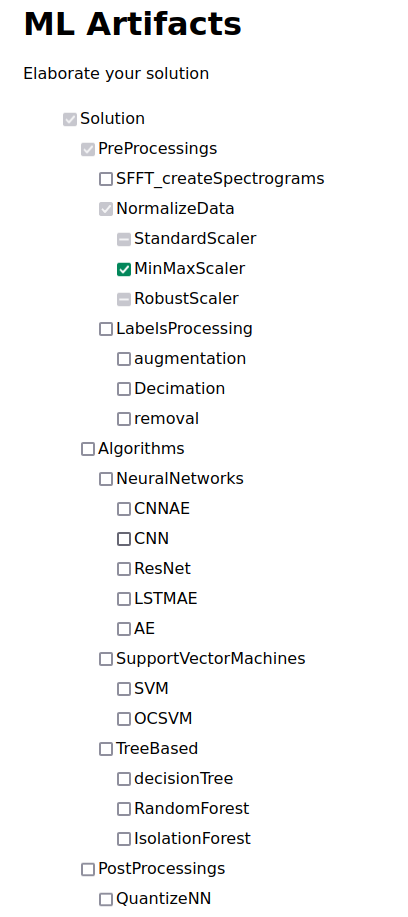 ML Artifacts
Elaborate your solution
Solution
PreProcessings
SFFT_createSpectrograms
NormalizeData
StandardScaler
MinMaxScaler
RobustScaler
LabelsProcessing
augmentation
Decimation
removal
Algorithms
NeuralNetworks
CNNAE
CNN
ResNet
LSTMAE
AE
SupportVectorMachines
SVM
OCSVM
TreeBased
decisionTree
RandomForest
IsolationForest
PostProcessings
QuantizeNN